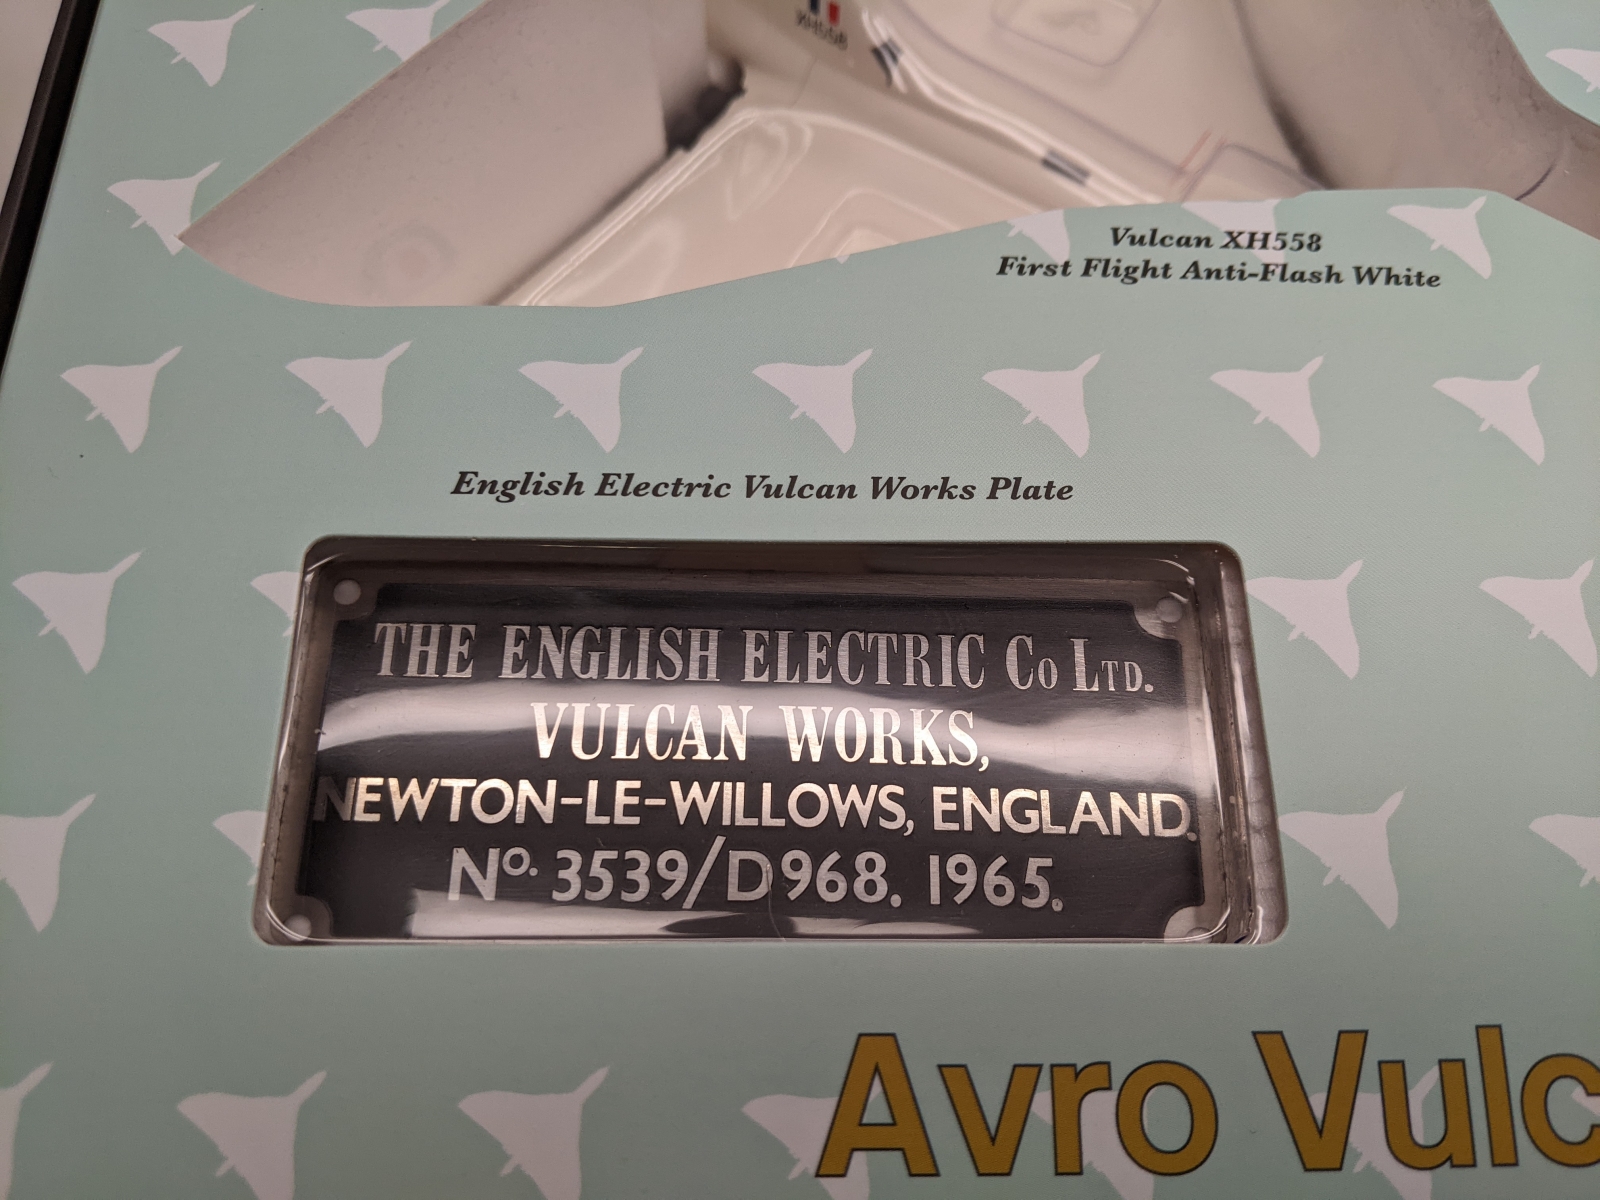 XH558
Vulcan XH558
First Flight Anti-Flash White
English Electric Vulcan Works Plate
THE ENGLISH ELECTRIC Co LTD.
VULCAN WORKS,
NEWTON-LE-WILLOWS, ENGLAND.
No. 3539/D968. 1965.
Avro Vulc